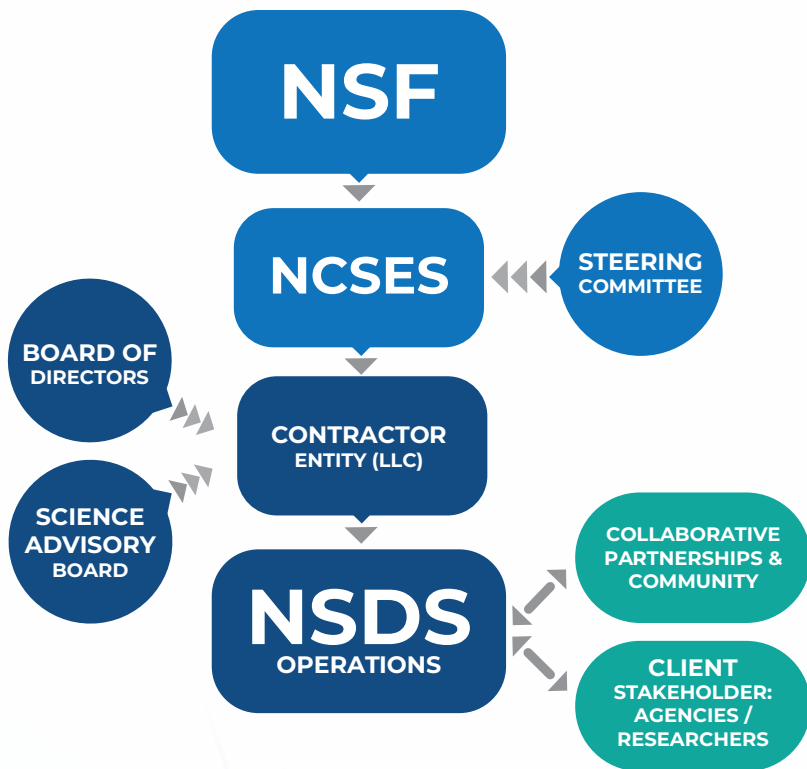 NSF
NCSES
STEERING
COMMITTEE
BOARD OF
DIRECTORS
CONTRACTOR
ENTITY (LLC)
SCIENCE
ADVISORY
BOARD
NSDS
OPERATIONS
COLLABORATIVE
PARTNERSHIPS &
COMMUNITY
CLIENT
STAKEHOLDER:
AGENCIES /
RESEARCHERS